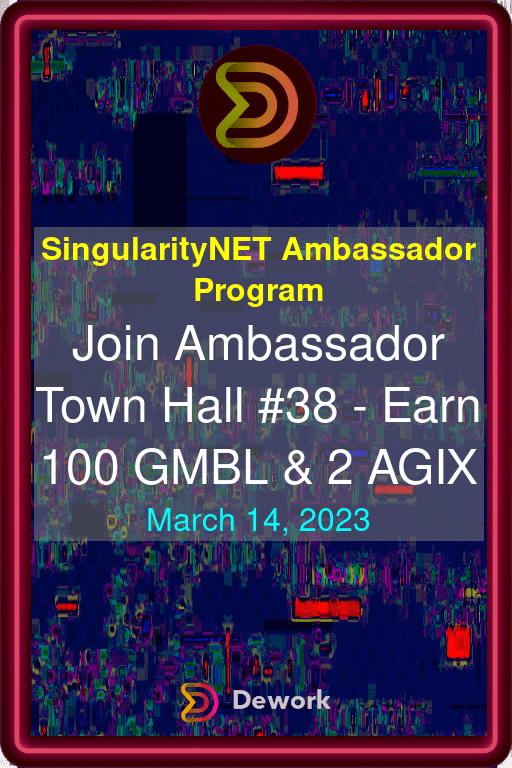 SingularityNET Ambassador
Program
Join Ambassador
Town Hall #38 - Earn
100 GMBL & 2 AGIX
March 14, 2023
Dework